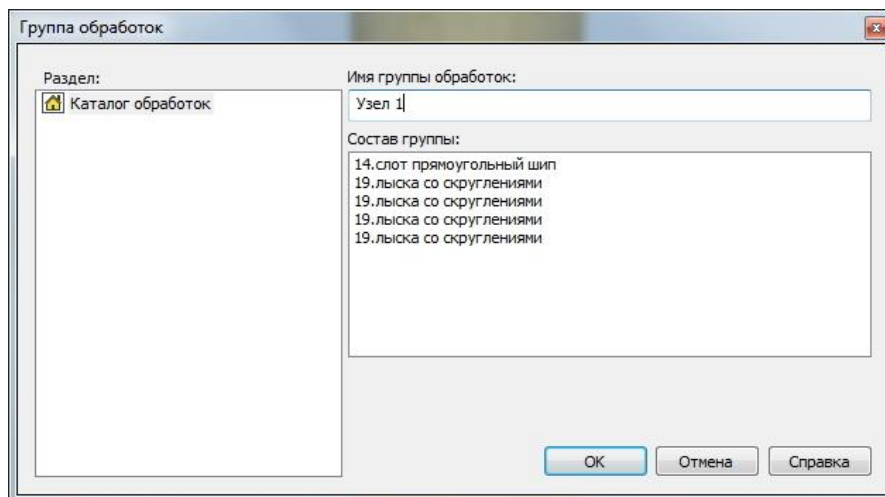 Группа обработок
Раздел:
Каталог обработок
Имя группы обработок:
Узел 1
Состав группы:
14.слот прямоугольный шип
19.лыска со скруглениями
19.лыска со скруглениями
19.лыска со скруглениями
19.лыска со скруглениями
OK
Отмена
Справка